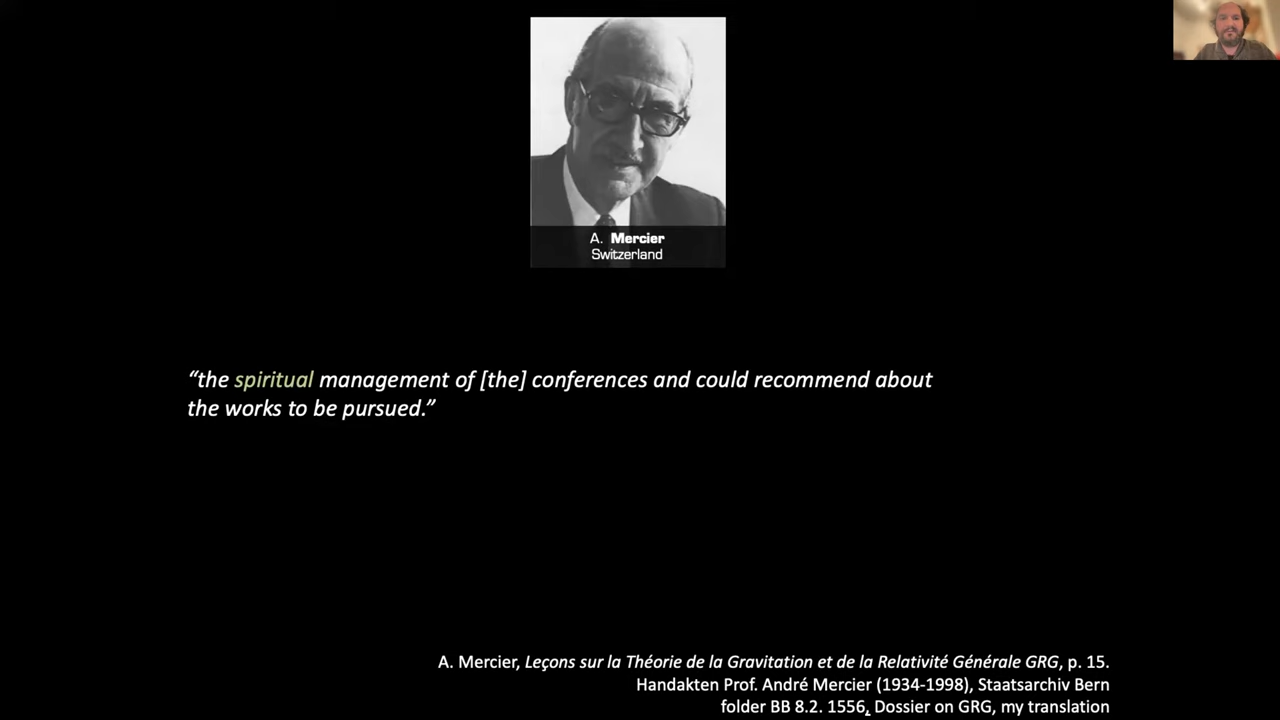 A. Mercier
Switzerland
“the spiritual management of [the] conferences and could recommend about
the works to be pursued.”
A. Mercier, Leçons sur la Théorie de la Gravitation et de la Relativité Générale GRG, p. 15.
Handakten Prof. André Mercier (1934-1998), Staatsarchiv Bern
folder BB 8.2. 1556, Dossier on GRG, my translation